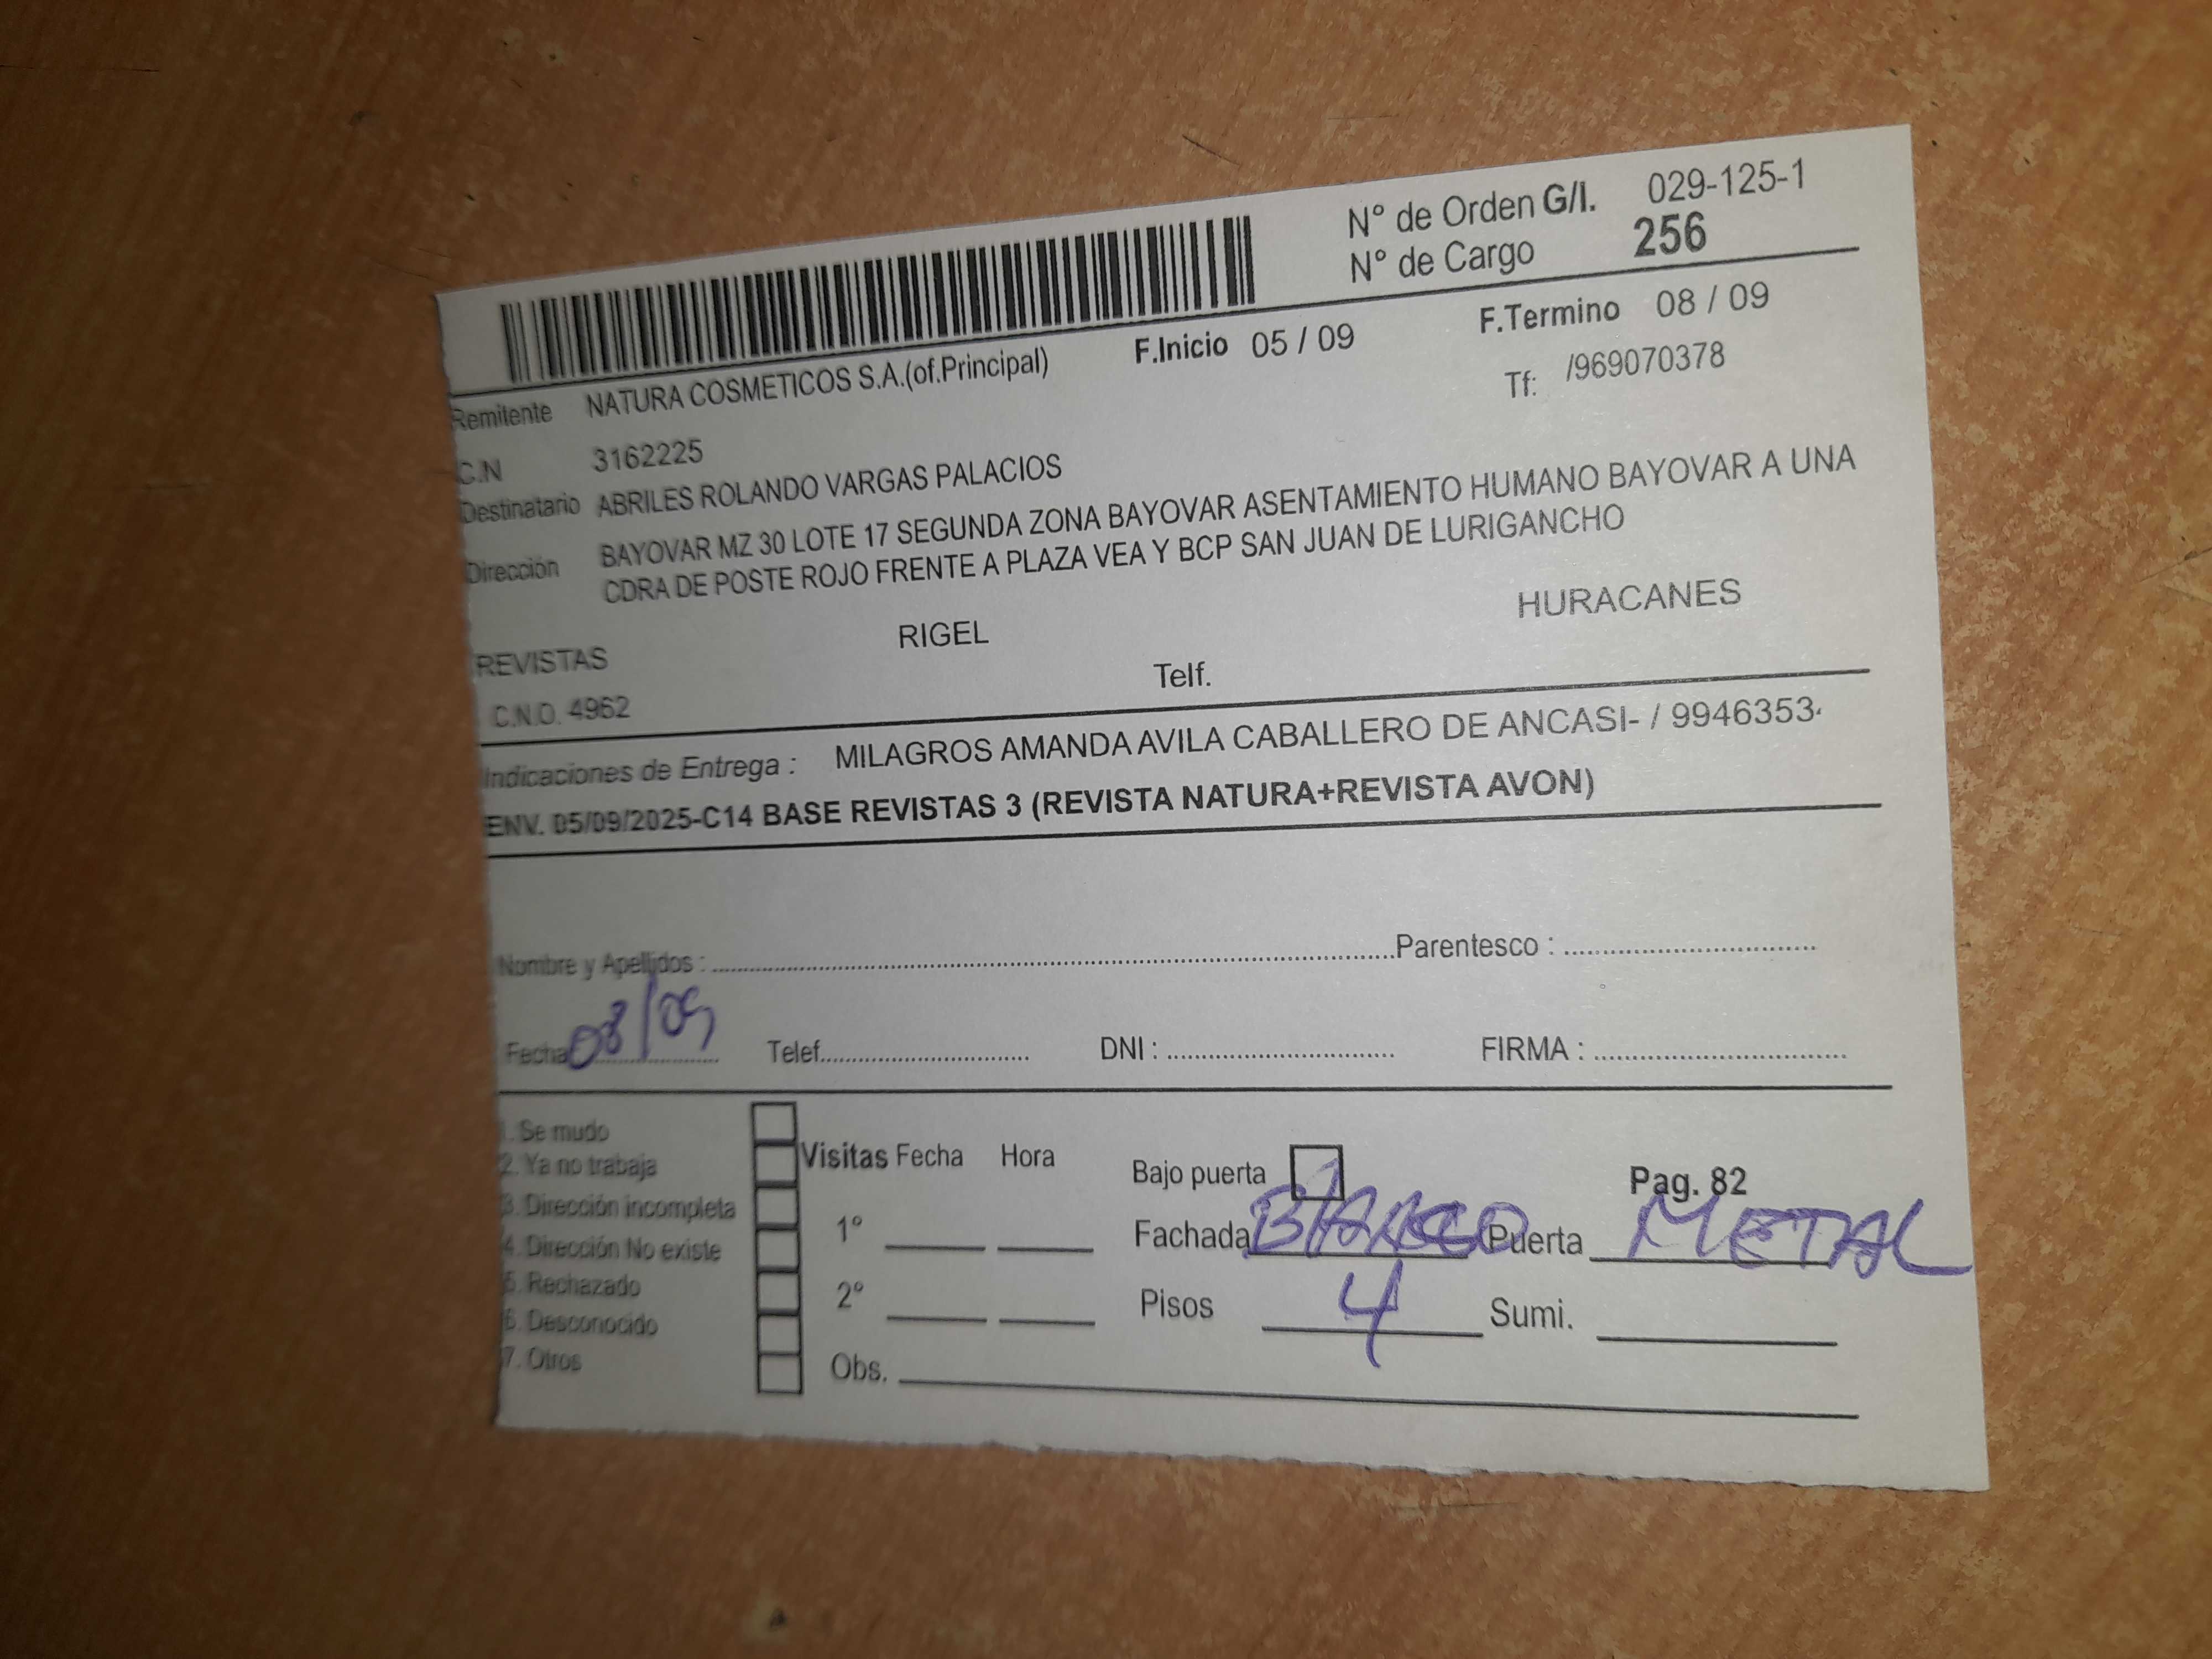 N° de Orden G/I. 029-125-1
N° de Cargo 256
F.Inicio 05 / 09 F.Termino 08 / 09
Remitente NATURA COSMETICOS S.A.(of.Principal) Tf: /969070378
C.N 3162225
Destinatario ABRILES ROLANDO VARGAS PALACIOS
Dirección BAYOVAR MZ 30 LOTE 17 SEGUNDA ZONA BAYOVAR ASENTAMIENTO HUMANO BAYOVAR A UNA
CDRA DE POSTE ROJO FRENTE A PLAZA VEA Y BCP SAN JUAN DE LURIGANCHO
REVISTAS RIGEL HURACANES
C.N.O. 4962 Telf.
Indicaciones de Entrega : MILAGROS AMANDA AVILA CABALLERO DE ANCASI- / 9946353
ENV. 05/09/2025-C14 BASE REVISTAS 3 (REVISTA NATURA+REVISTA AVON)
Nombre y Apellidos : Parentesco :
Fecha 08/09 Telef. DNI : FIRMA :
1. Se mudo
2. Ya no trabaja
3. Dirección incompleta
4. Dirección No existe
5. Rechazado
6. Desconocido
7. Otros
Visitas Fecha Hora
1°
2°
Obs.
Bajo puerta Pag. 82
Fachada BLANCO Puerta METAL
Pisos 4 Sumi.